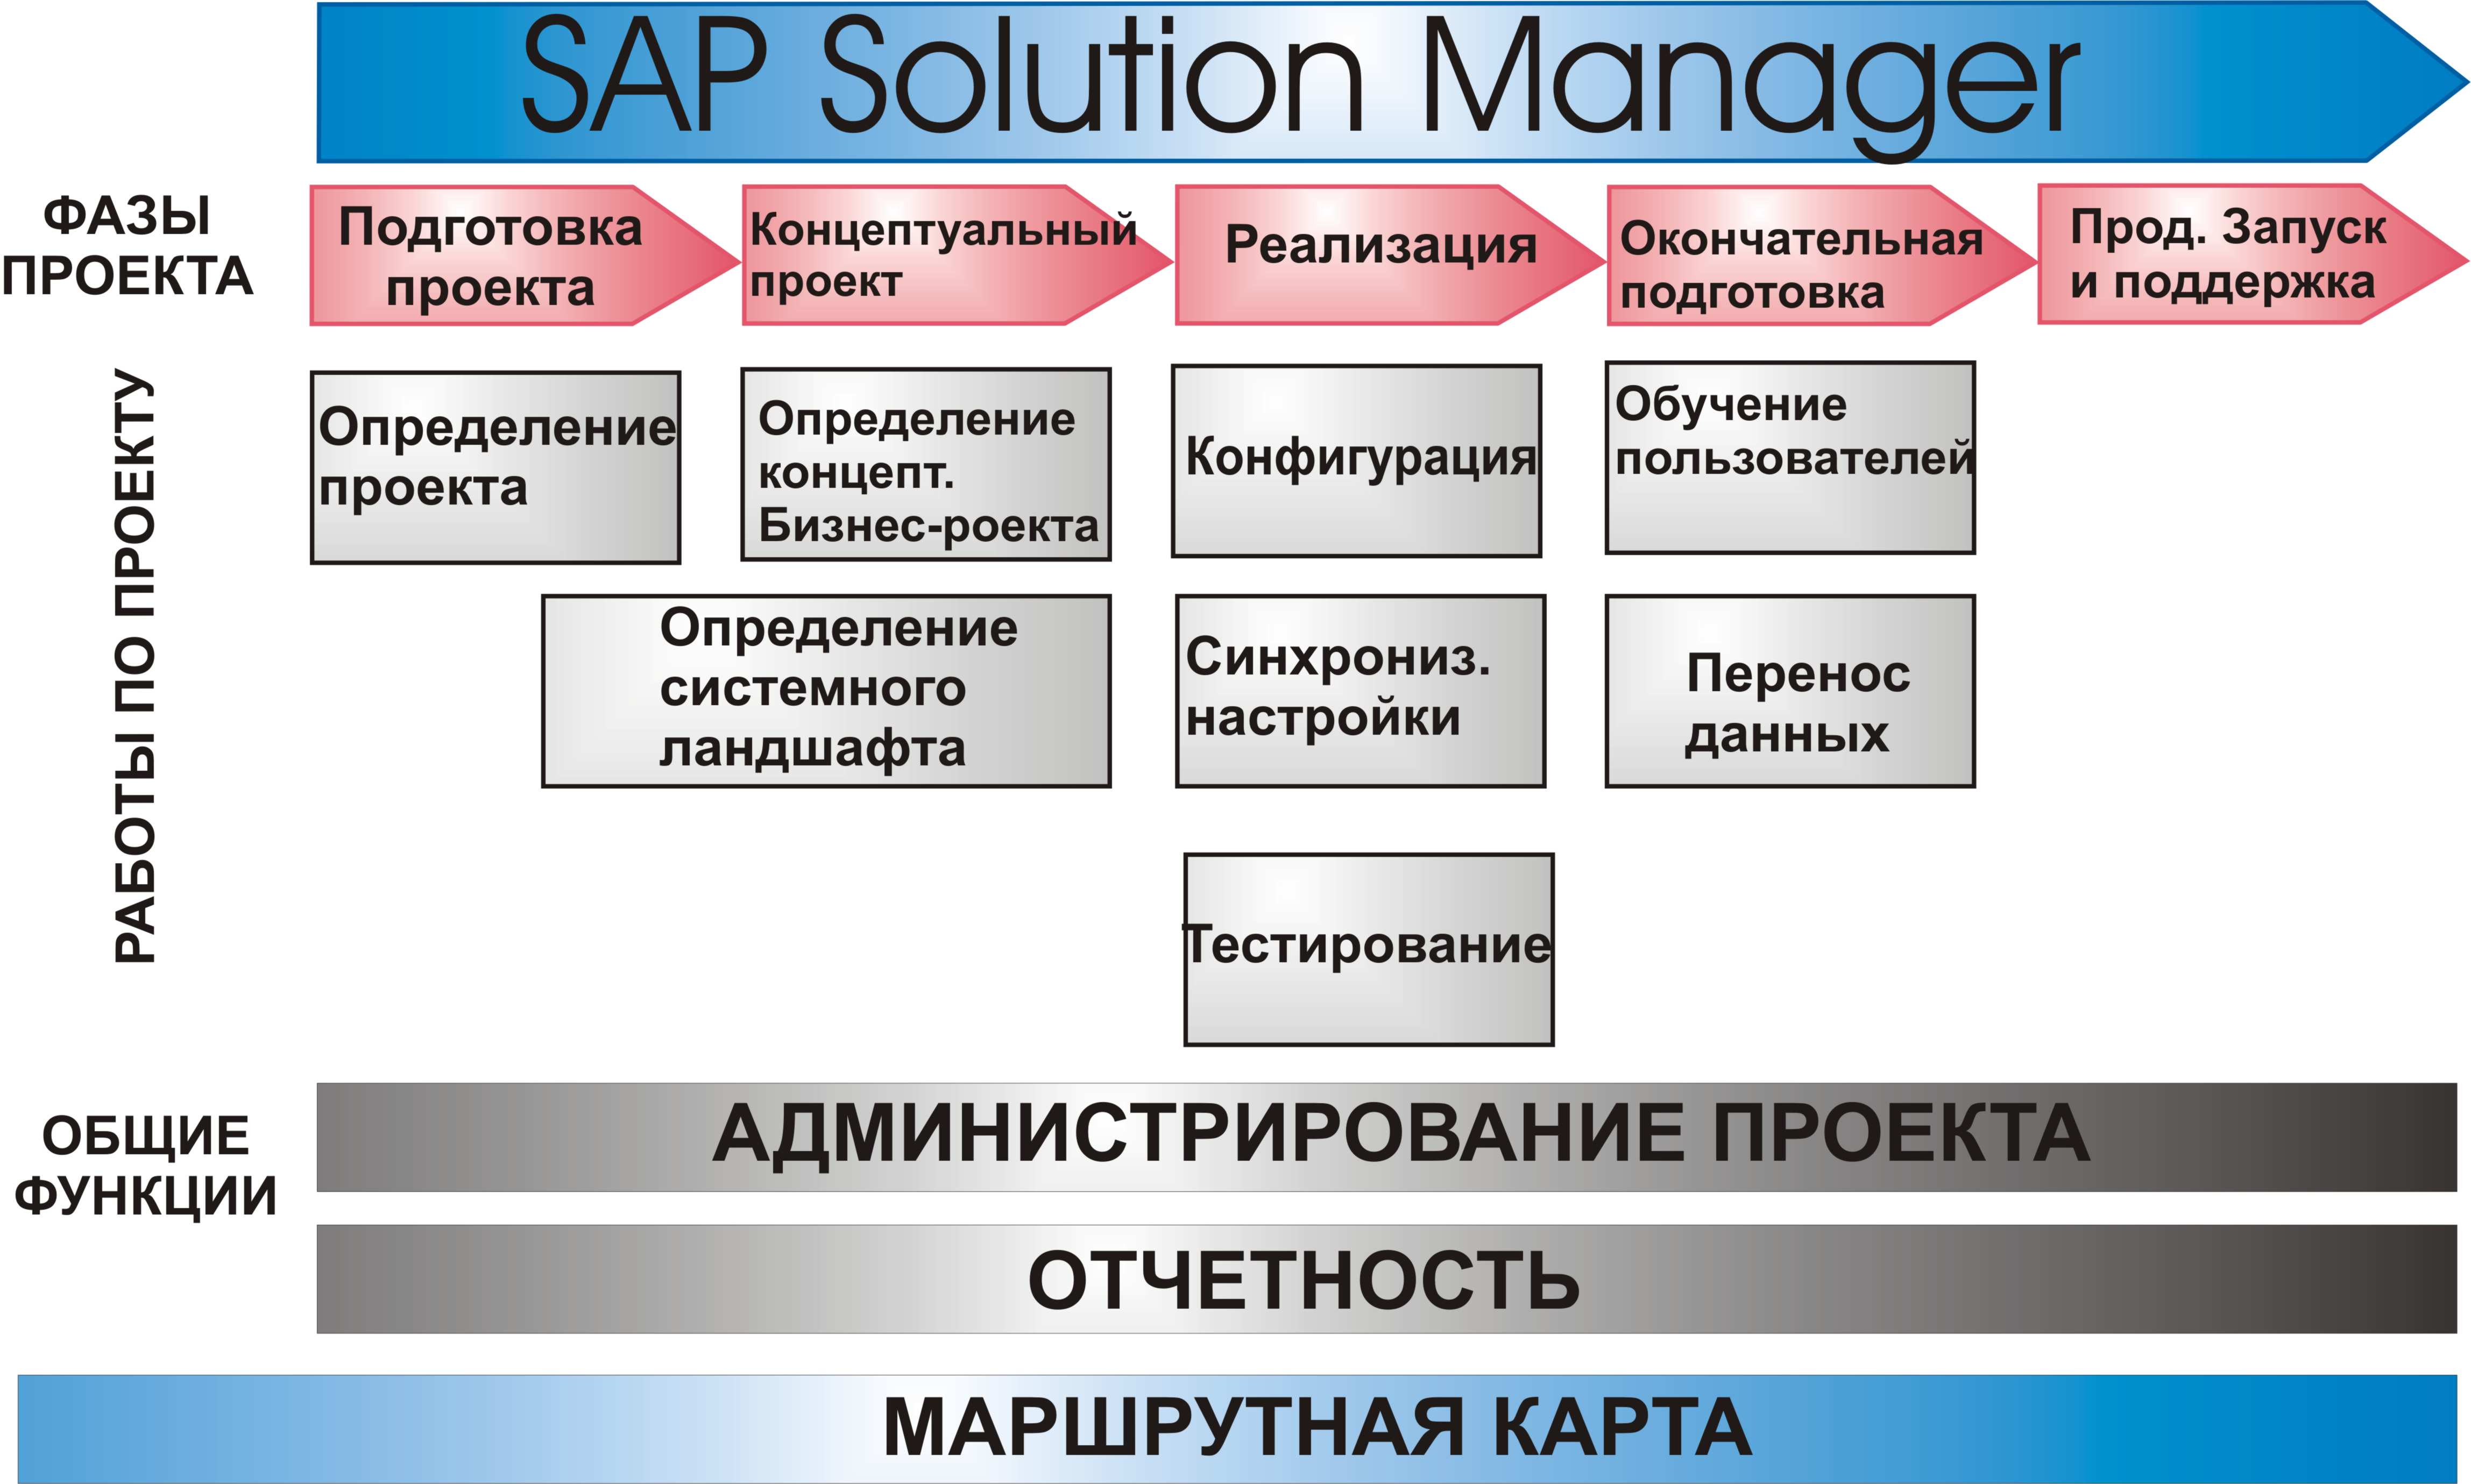 SAP Solution Manager
ФАЗЫ
ПРОЕКТА
Подготовка
проекта
Концептуальный
проект
Реализация
Окончательная
подготовка
Прод. Запуск
и поддержка
РАБОТЫ ПО ПРОЕКТУ
Определение
проекта
Определение
концепт.
Бизнес-роекта
Конфигурация
Обучение
пользователей
Определение
системного
ландшафта
Синхрониз.
настройки
Перенос
данных
Тестирование
ОБЩИЕ
ФУНКЦИИ
АДМИНИСТРИРОВАНИЕ ПРОЕКТА
ОТЧЕТНОСТЬ
МАРШРУТНАЯ КАРТА